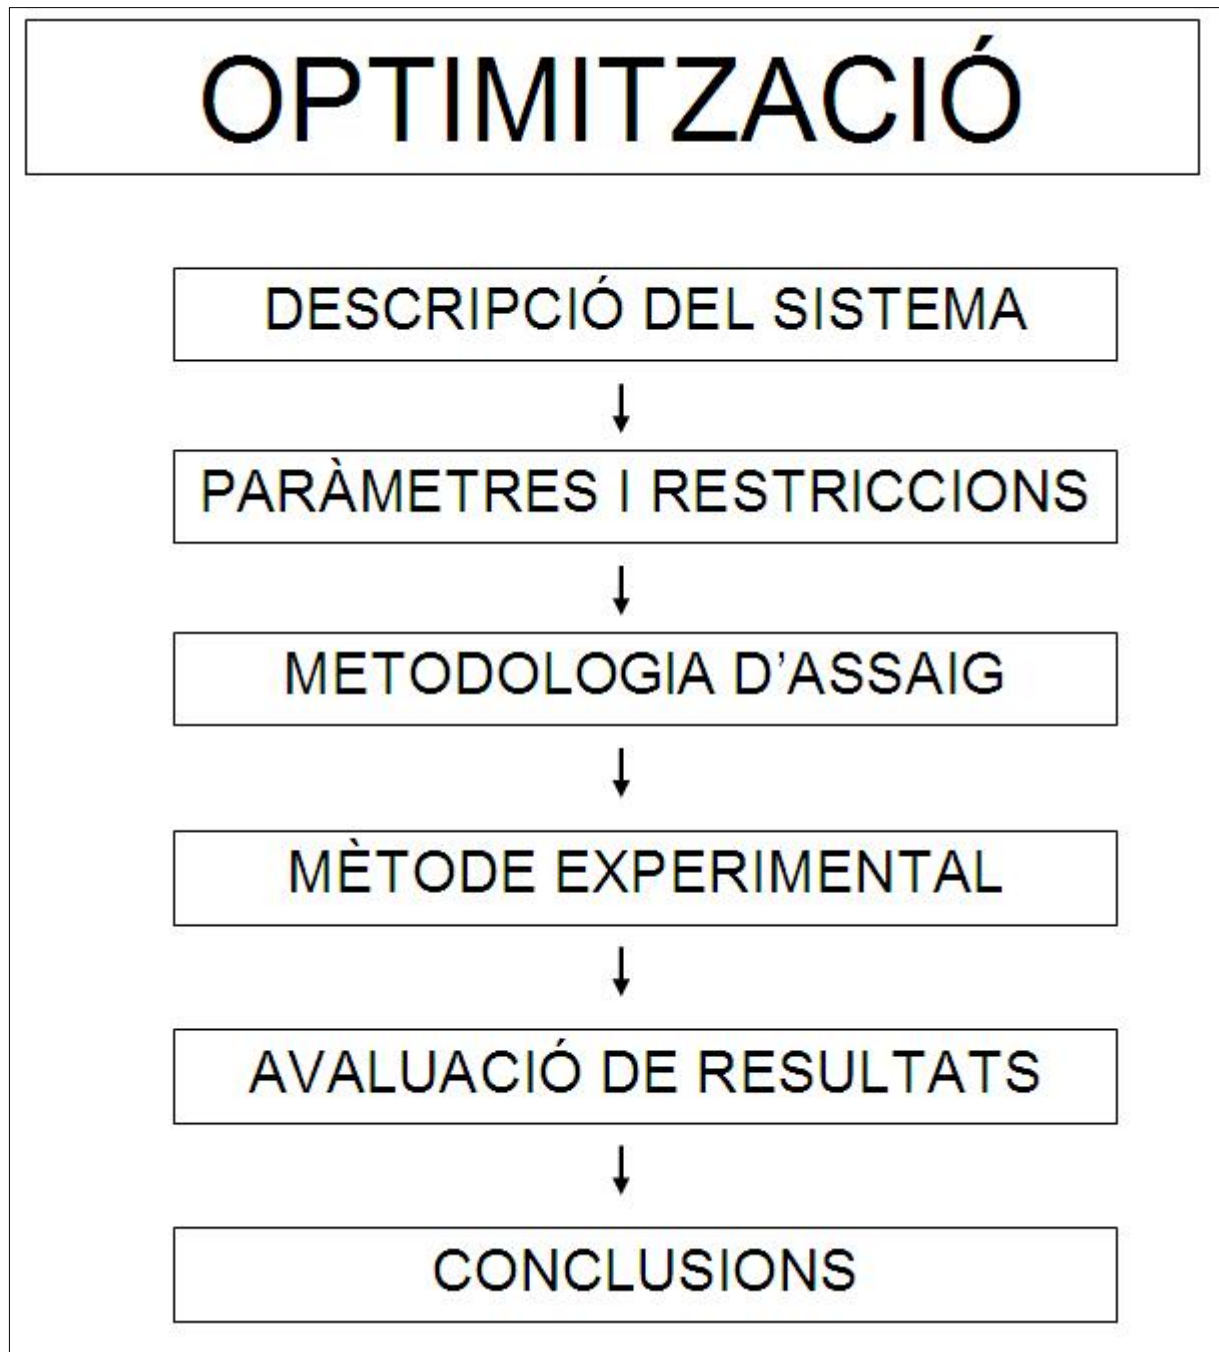 OPTIMITZACIÓ
DESCRIPCIÓ DEL SISTEMA
PARÀMETRES I RESTRICCIONS
METODOLOGIA D’ASSAIG
MÈTODE EXPERIMENTAL
AVALUACIÓ DE RESULTATS
CONCLUSIONS